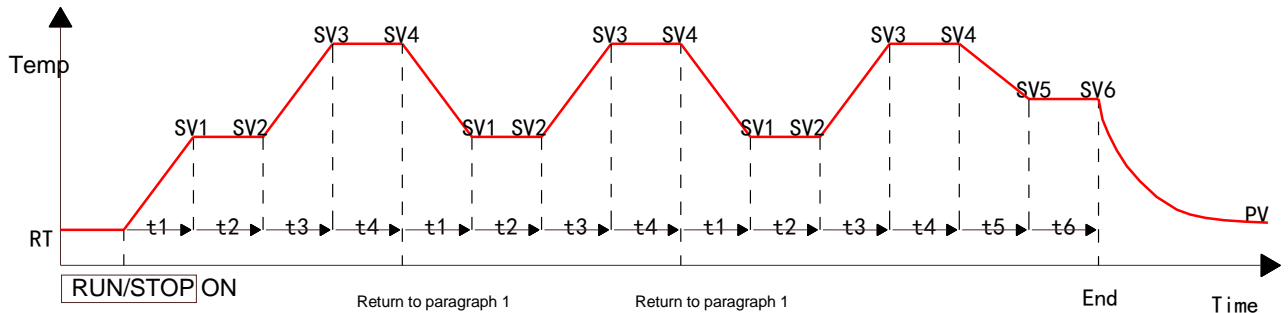 SV3 SV4 SV3 SV4 SV3 SV4
Temp
SV5 SV6
SV1 SV2 SV1 SV2 SV1 SV2
PV
t1 t2 t3 t4 t1 t2 t3 t4 t1 t2 t3 t4 t5 t6
RT
RUN/STOP ON
Return to paragraph 1 Return to paragraph 1 End Time